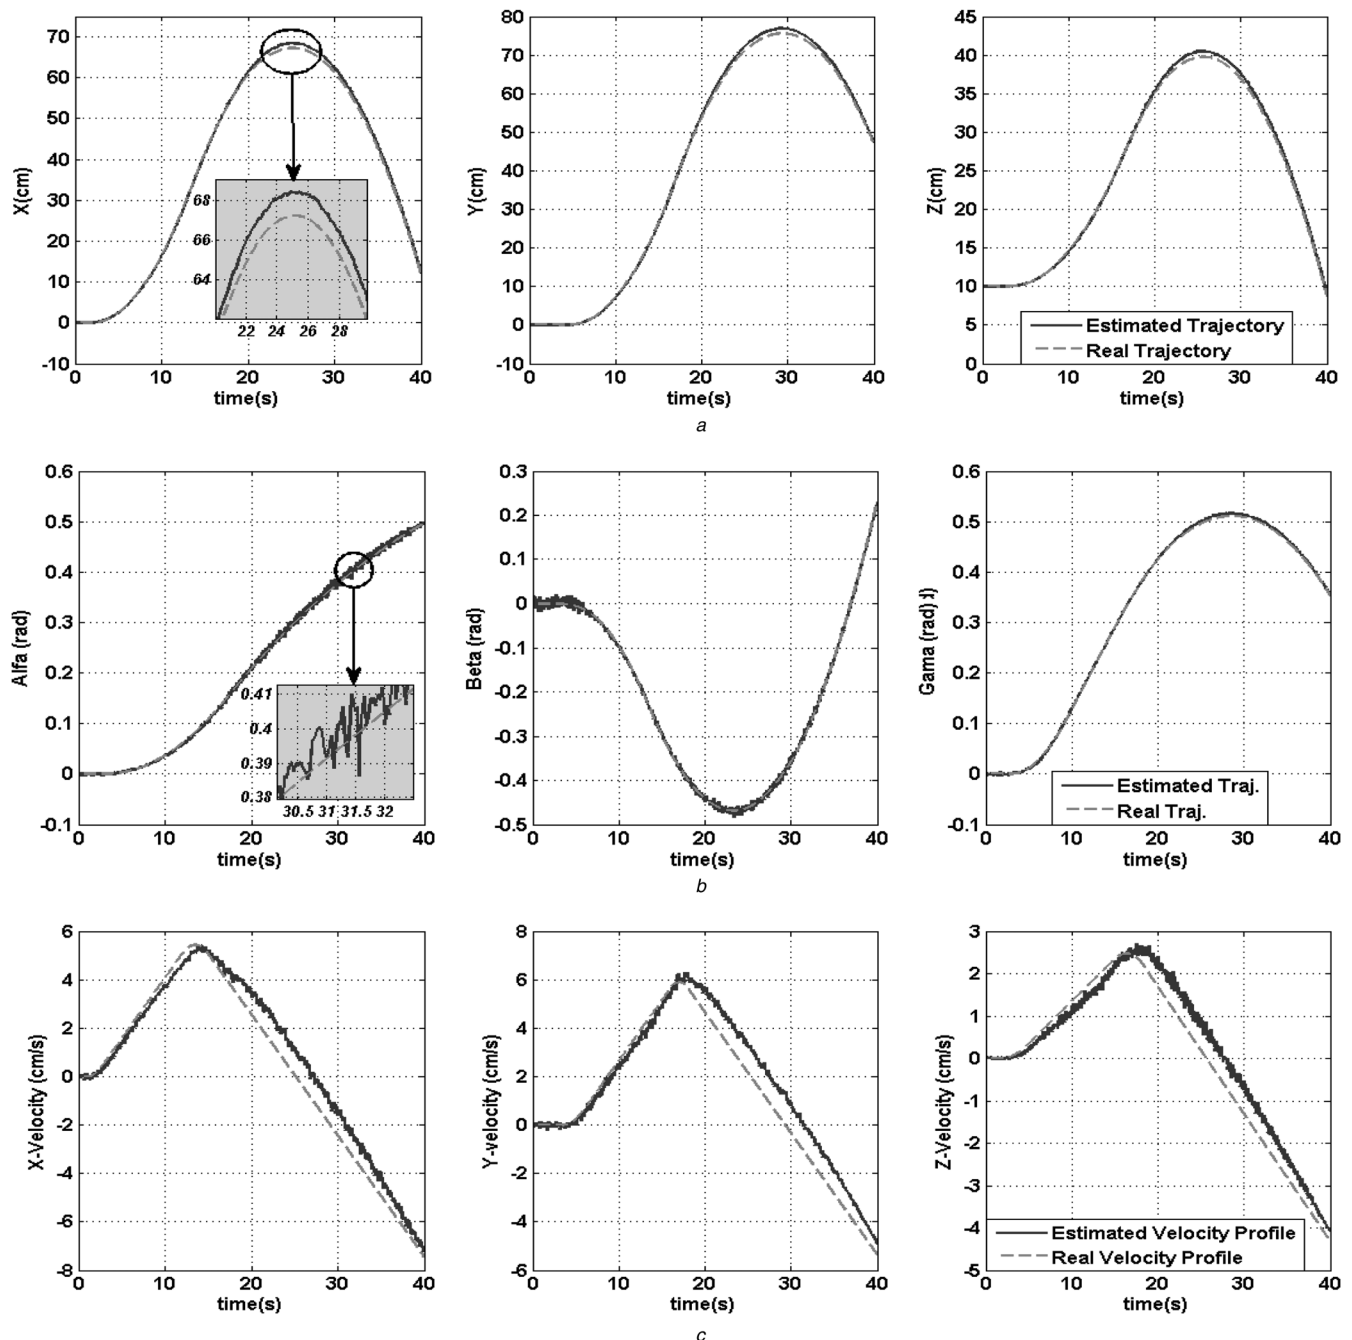 70
60
50
40
30
20
10
0
-10
X(cm)
0 10 20 30 40
time(s)
68
66
64
22 24 26 28
80
70
60
50
40
30
20
10
0
-10
Y(cm)
0 10 20 30 40
time(s)
45
40
35
30
25
20
15
10
5
0
Z(cm)
Estimated Trajectory
Real Trajectory
0 10 20 30 40
time(s)
a
0.6
0.5
0.4
0.3
0.2
0.1
0
-0.1
Alfa (rad)
0.41
0.4
0.39
0.38
30.5 31 31.5 32
0 10 20 30 40
time(s)
0.3
0.2
0.1
0
-0.1
-0.2
-0.3
-0.4
-0.5
Beta (rad)
0 10 20 30 40
time(s)
0.6
0.5
0.4
0.3
0.2
0.1
0
-0.1
Gama (rad)
Estimated Traj.
Real Traj.
0 10 20 30 40
time(s)
b
6
4
2
0
-2
-4
-6
-8
X-Velocity (cm/s)
0 10 20 30 40
time(s)
8
6
4
2
0
-2
-4
-6
Y-velocity (cm/s)
0 10 20 30 40
time(s)
3
2
1
0
-1
-2
-3
-4
-5
Z-Velocity (cm/s)
Estimated Velocity Profile
Real Velocity Profile
0 10 20 30 40
time(s)
c